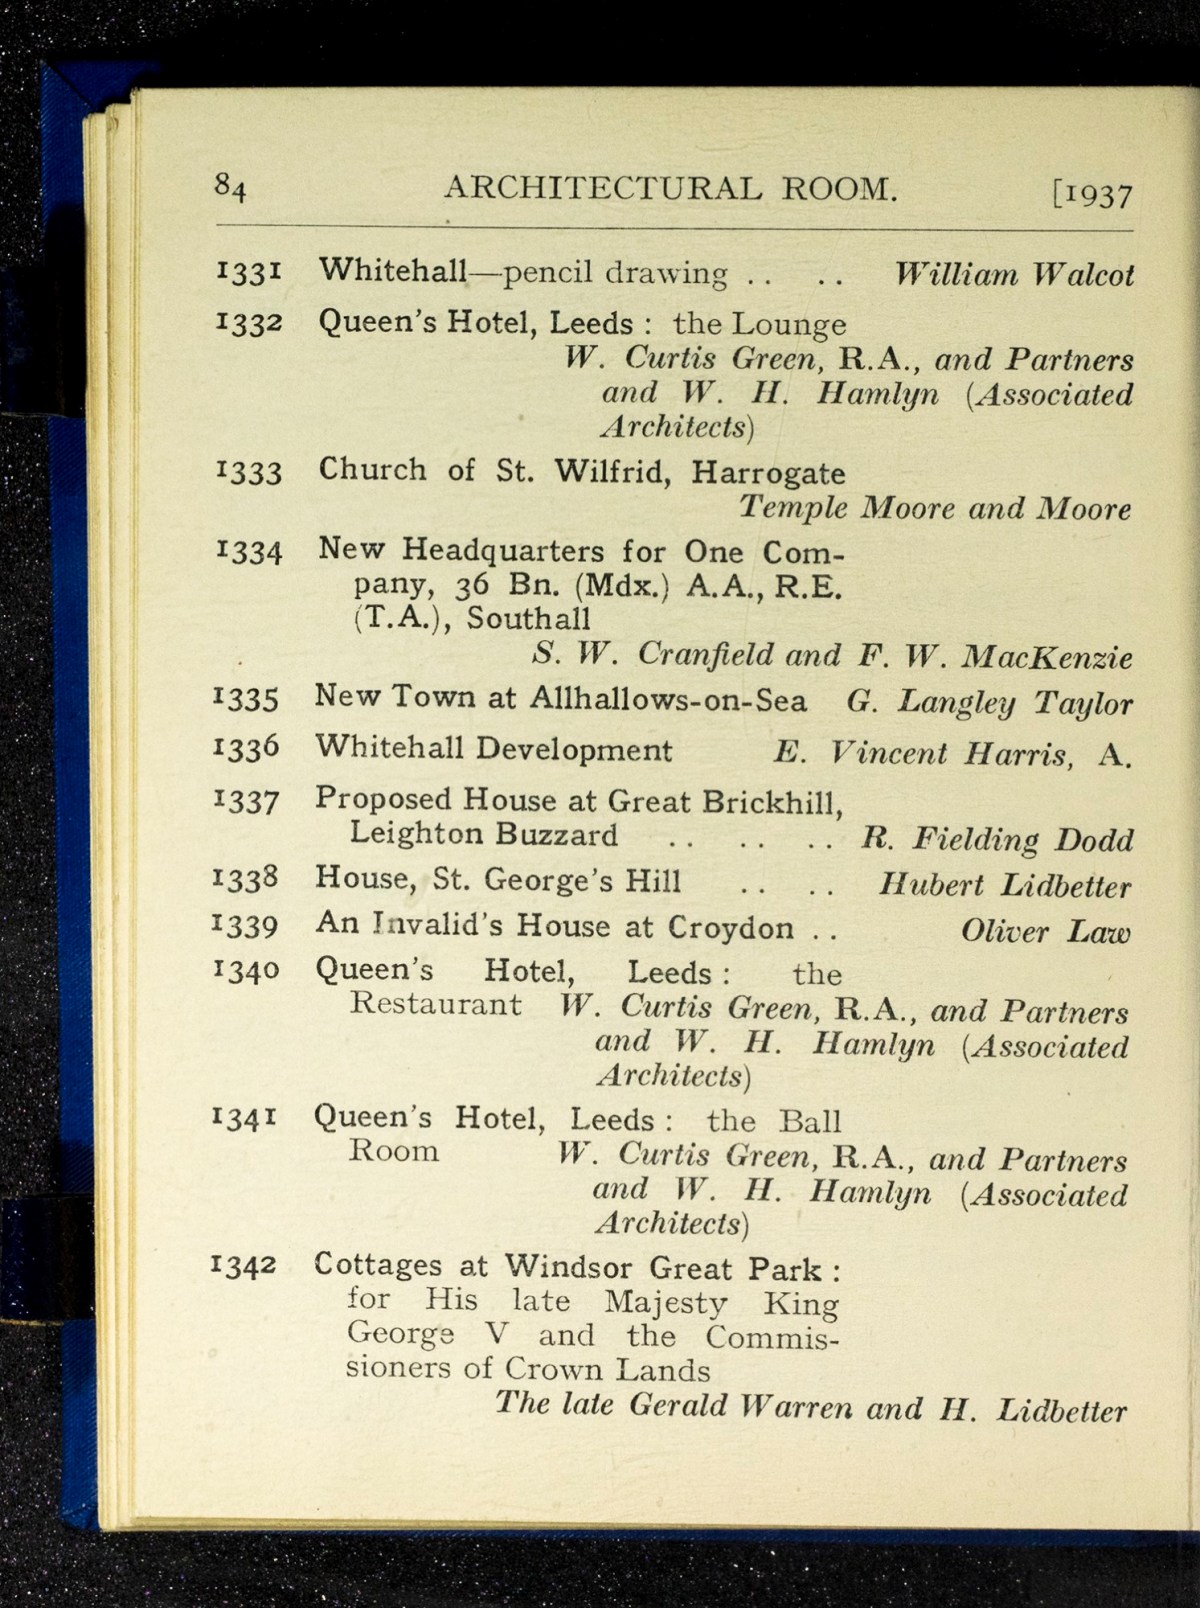 84 ARCHITECTURAL ROOM. [1937
1331 Whitehall—pencil drawing . . . . William Walcot
1332 Queen's Hotel, Leeds : the Lounge
W. Curtis Green, R.A., and Partners
and W. H. Hamlyn (Associated
Architects)
1333 Church of St. Wilfrid, Harrogate
Temple Moore and Moore
1334 New Headquarters for One Com-
pany, 36 Bn. (Mdx.) A.A., R.E.
(T.A.), Southall
S. W. Cranfield and F. W. MacKenzie
1335 New Town at Allhallows-on-Sea G. Langley Taylor
1336 Whitehall Development E. Vincent Harris, A.
1337 Proposed House at Great Brickhill,
Leighton Buzzard . . . . . . R. Fielding Dodd
1338 House, St. George's Hill . . . . Hubert Lidbetter
1339 An Invalid's House at Croydon . . Oliver Law
1340 Queen's Hotel, Leeds : the
Restaurant W. Curtis Green, R.A., and Partners
and W. H. Hamlyn (Associated
Architects)
1341 Queen's Hotel, Leeds : the Ball
Room W. Curtis Green, R.A., and Partners
and W. H. Hamlyn (Associated
Architects)
1342 Cottages at Windsor Great Park :
for His late Majesty King
George V and the Commis-
sioners of Crown Lands
The late Gerald Warren and H. Lidbetter